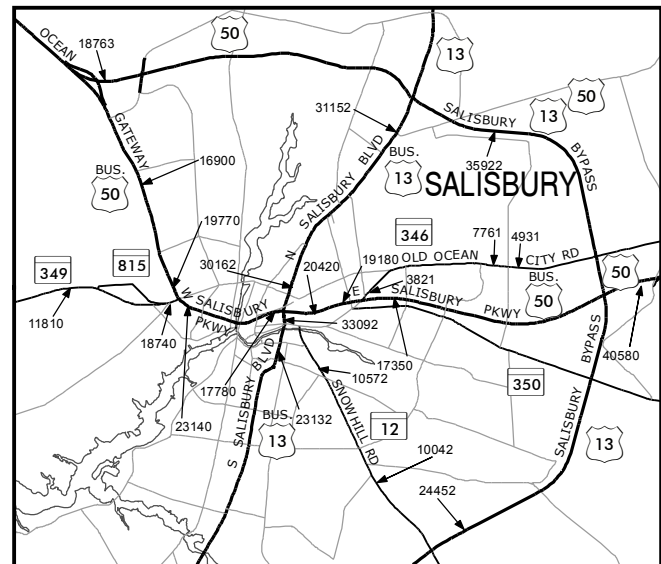 OCEAN
18763
50
13
31152
SALISBURY
13
50
GATEWAY
BUS.
13
SALISBURY BLVD
N
35922
BYPASS
16900
BUS.
50
SALISBURY
19770
346
7761
4931
349
815
30162
20420
19180
OLD OCEAN
CITY RD
3821
BUS.
50
50
W SALISBURY
PKWY
E SALISBURY
PKWY
11810
18740
33092
17350
40580
BYPASS
17780
10572
350
23140
S SALISBURY BLVD
BUS.
13
23132
SNOW HILL RD
12
SALISBURY
13
10042
24452